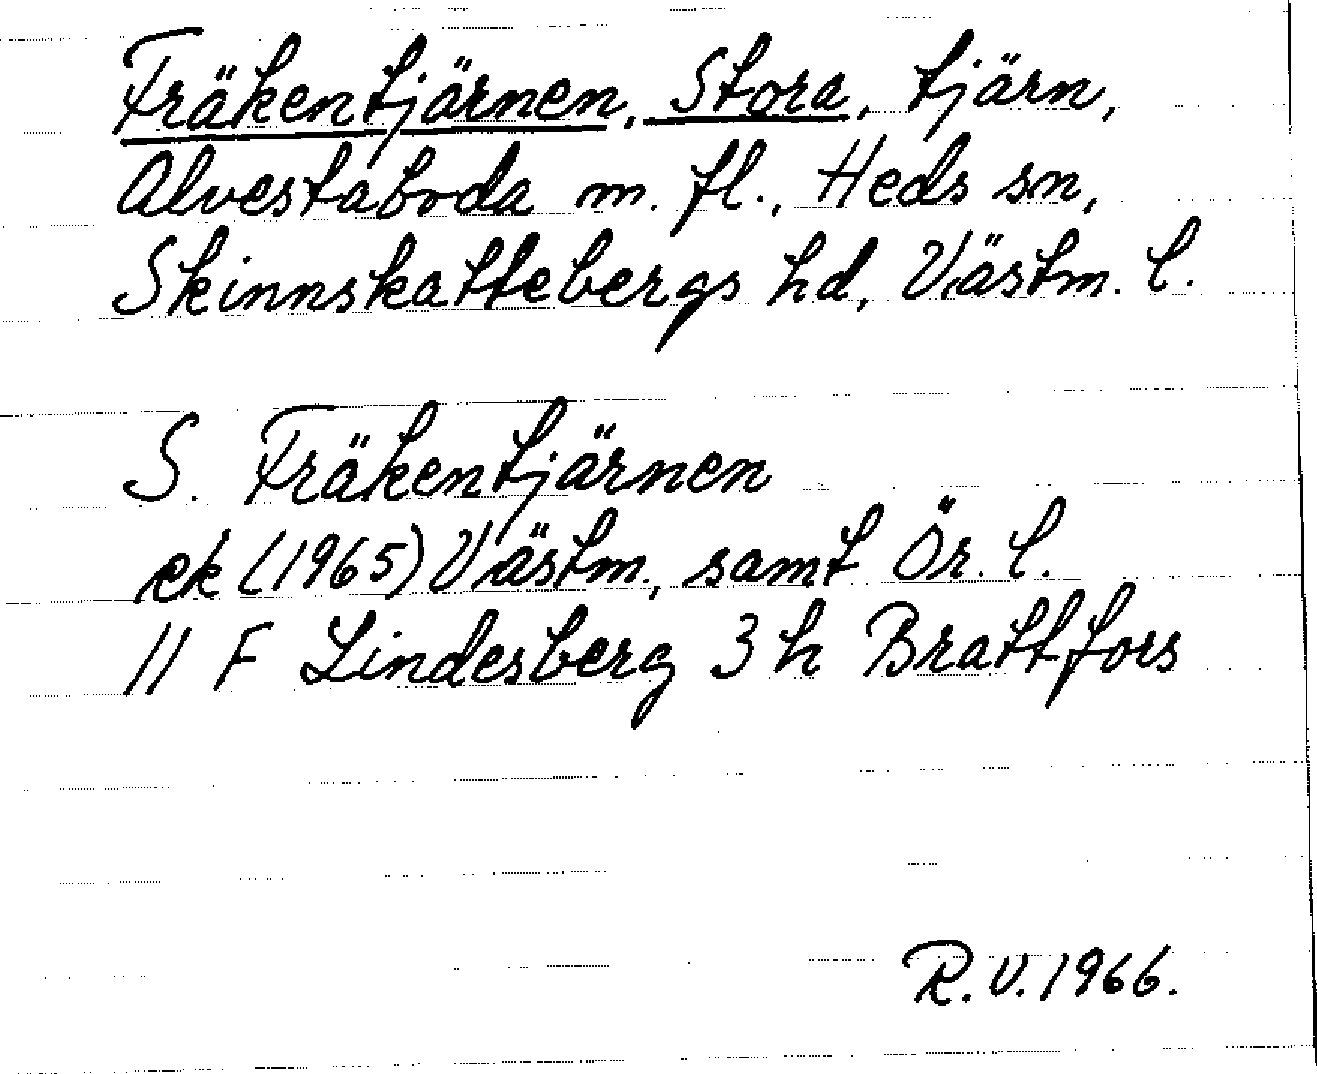 Fräkentjärnen, Stora, tjärn,
Alvestaboda m. fl., Heds sn,
Skinnskattebergs hd, Västm. l.
S. Fräkentjärnen
ek (1965) Västm., samt Ör. l.
11 F Lindesberg 3 h Brattfors
R.V. 1966.